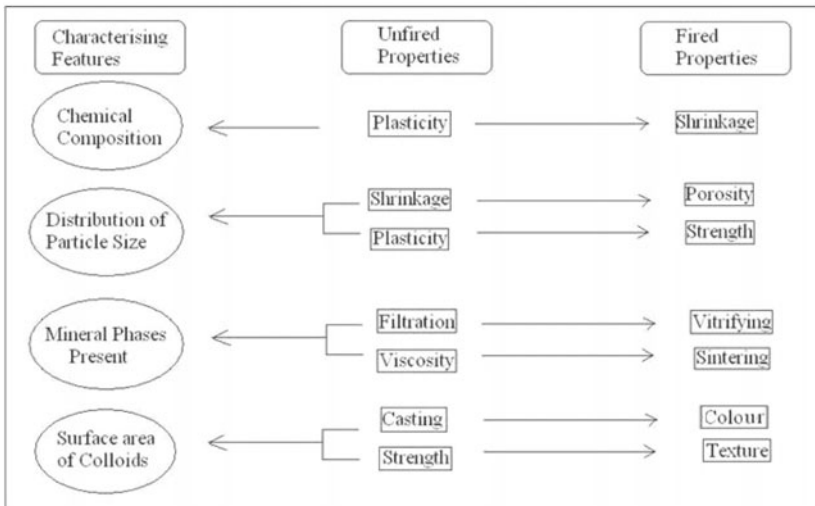 Characterising
Features
Unfired
Properties
Fired
Properties
Chemical
Composition
Plasticity
Shrinkage
Distribution of
Particle Size
Shrinkage
Porosity
Plasticity
Strength
Mineral Phases
Present
Filtration
Vitrifying
Viscosity
Sintering
Surface area
of Colloids
Casting
Colour
Strength
Texture